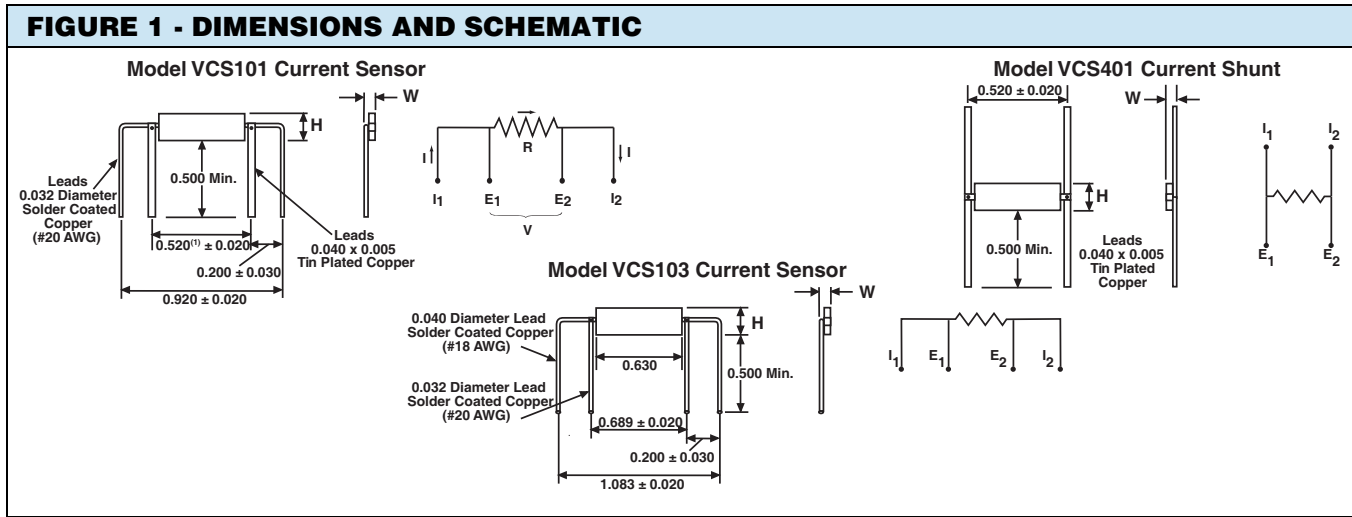 FIGURE 1 - DIMENSIONS AND SCHEMATIC
Model VCS101 Current Sensor
W
H
Leads
0.032 Diameter
Solder Coated
Copper
(#20 AWG)
0.500 Min.
0.520(1) ± 0.020
0.200 ± 0.030
0.920 ± 0.020
Leads
0.040 x 0.005
Tin Plated Copper
R
I
I
I1
E1
E2
I2
V
Model VCS103 Current Sensor
W
H
0.040 Diameter Lead
Solder Coated Copper
(#18 AWG)
0.630
0.500 Min.
0.032 Diameter Lead
Solder Coated Copper
(#20 AWG)
0.689 ± 0.020
0.200 ± 0.030
1.083 ± 0.020
I1
E1
E2
I2
Model VCS401 Current Shunt
0.520 ± 0.020
W
H
0.500 Min.
Leads
0.040 x 0.005
Tin Plated
Copper
I1
I2
E1
E2